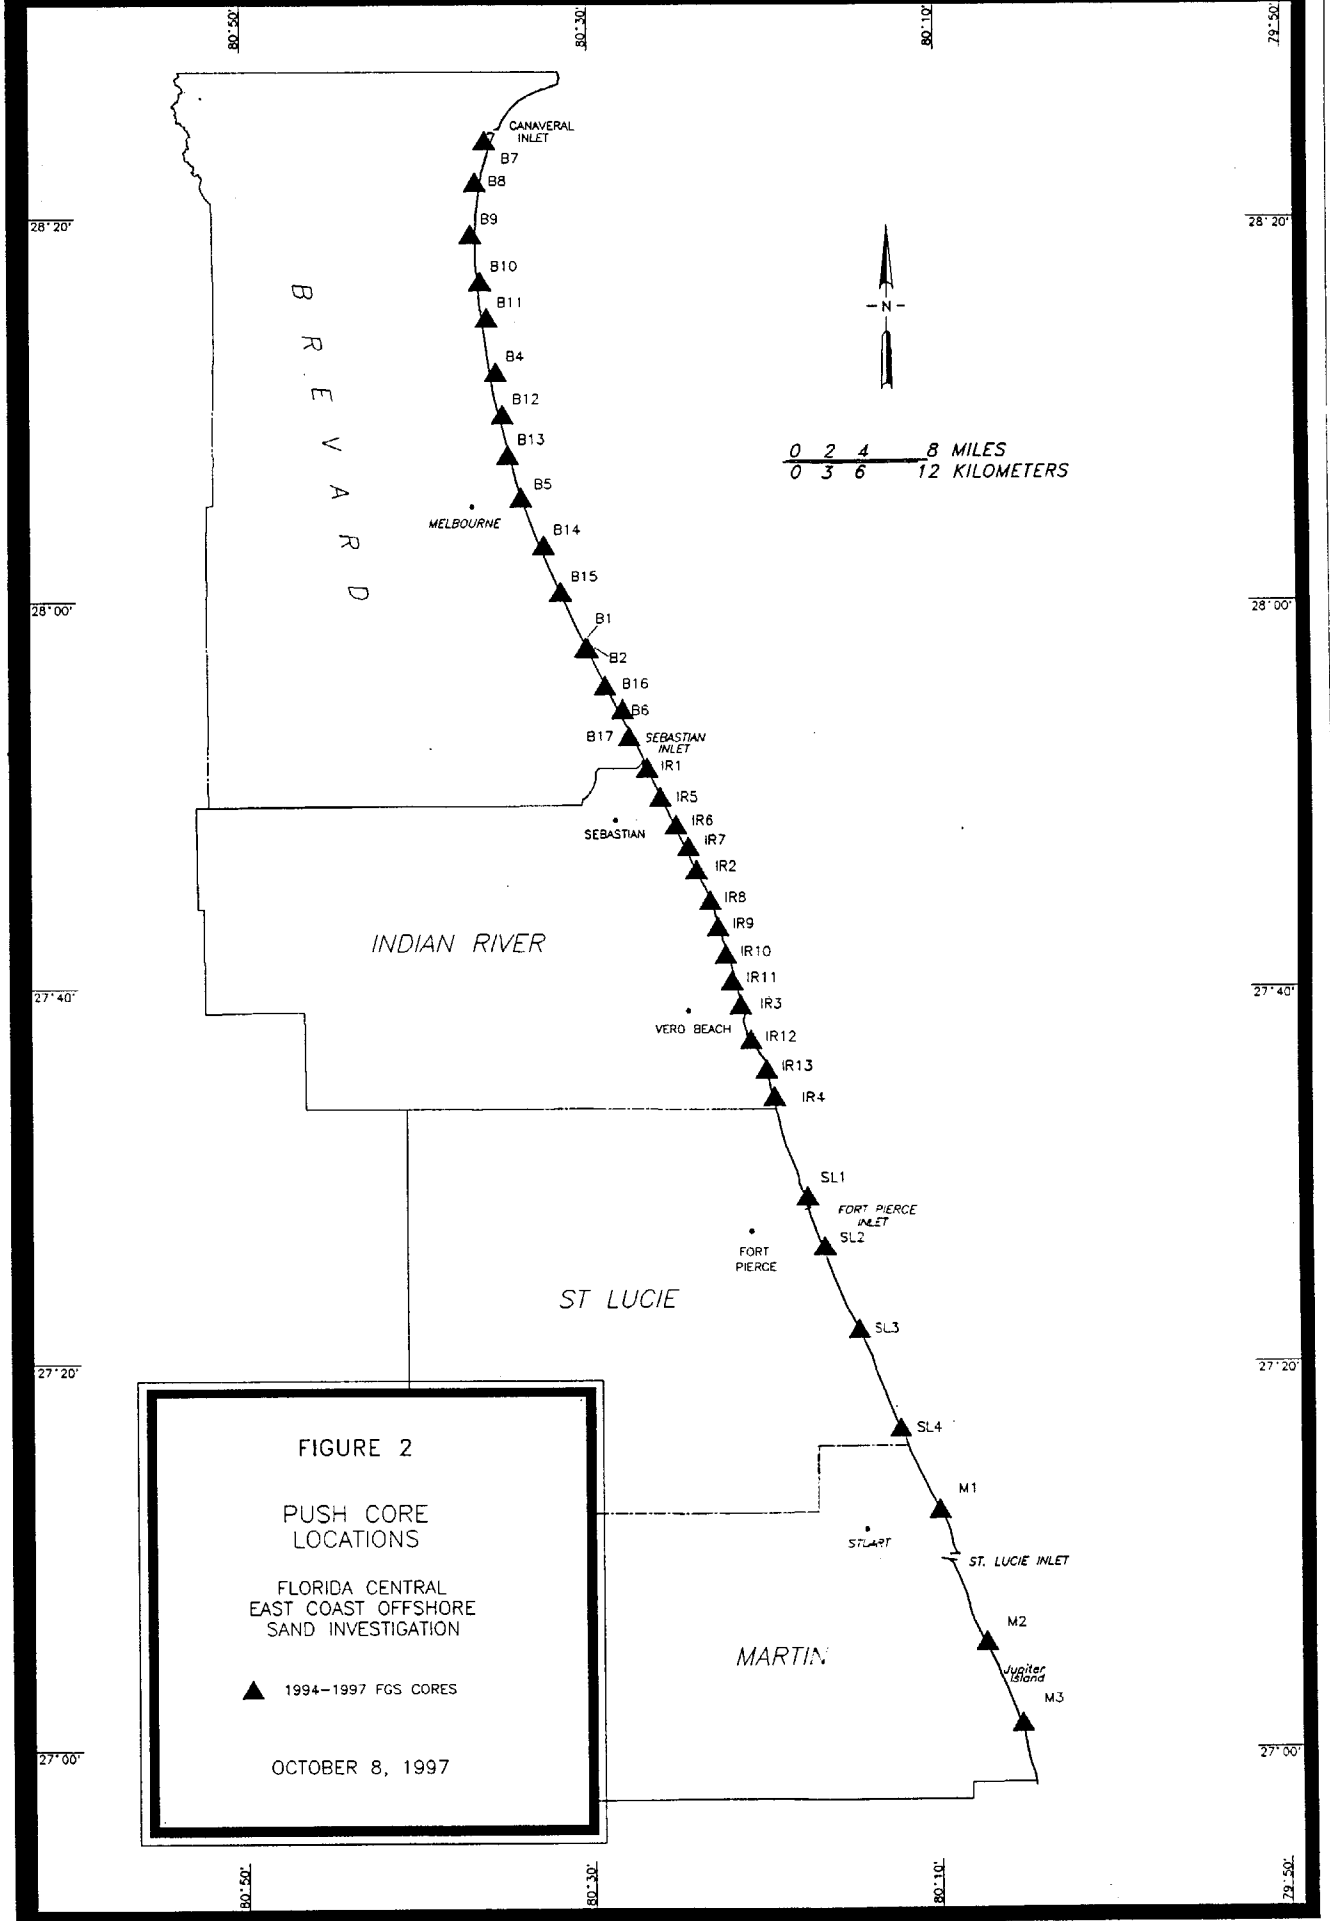 80°50'
80°30'
80°10'
79°50'
CANAVERAL
INLET
B7
B8
28°20'
28°20'
B9
B10
B11
BREVARD
B4
B12
B13
B5
MELBOURNE
B14
B15
-N-
0 2 4 8 MILES
0 3 6 12 KILOMETERS
28°00'
28°00'
B1
B2
B16
B6
B17
SEBASTIAN
INLET
IR1
IR5
SEBASTIAN
IR6
IR7
IR2
IR8
IR9
INDIAN RIVER
IR10
IR11
27°40'
27°40'
IR3
VERO BEACH
IR12
IR13
IR4
SL1
FORT PIERCE
INLET
SL2
FORT
PIERCE
ST LUCIE
SL3
27°20'
27°20'
SL4
M1
STUART
ST. LUCIE INLET
M2
MARTIN
Jupiter
Island
M3
27°00'
27°00'
FIGURE 2
PUSH CORE
LOCATIONS
FLORIDA CENTRAL
EAST COAST OFFSHORE
SAND INVESTIGATION
1994-1997 FGS CORES
OCTOBER 8, 1997
80°50'
80°30'
80°10'
79°50'